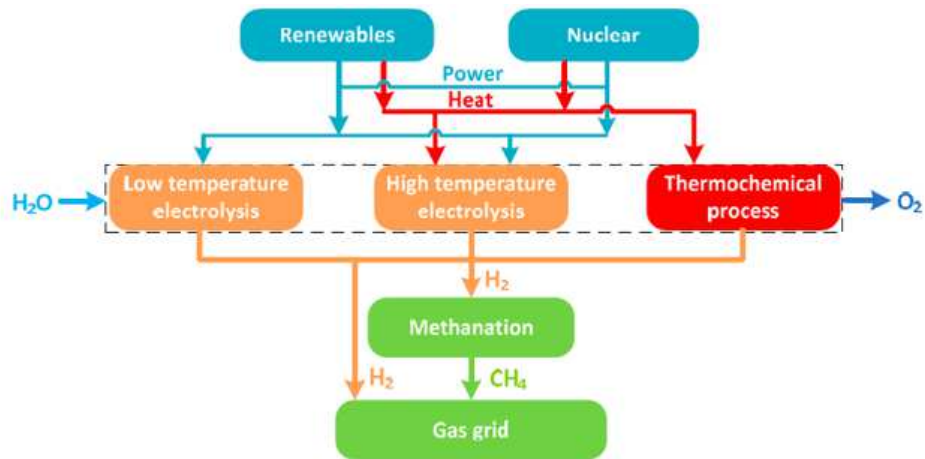 Renewables
Nuclear
Power
Heat
Low temperature
electrolysis
High temperature
electrolysis
Thermochemical
process
H₂O
O₂
H₂
Methanation
H₂
CH₄
Gas grid